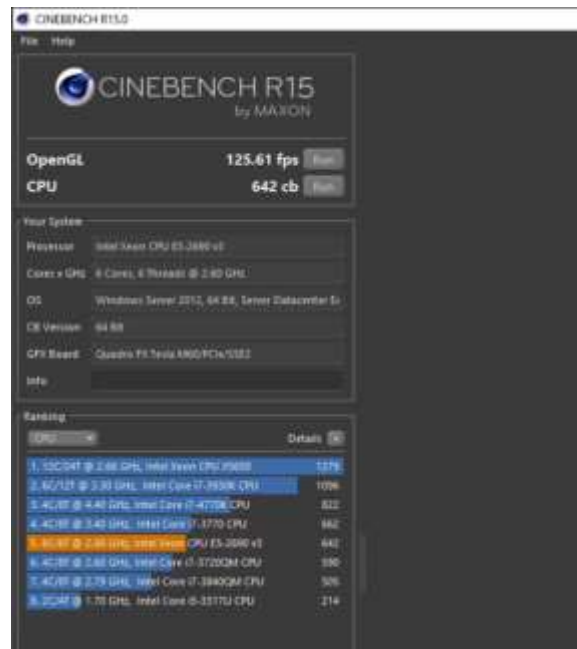 CINEBENCH R15.0
File Help
CINEBENCH R15
by MAXON
OpenGL 125.61 fps Run
CPU 642 cb Run
Your System
Processor Intel Xeon CPU E5-2690 v3
Cores x GHz 6 Cores, 6 Threads @ 2.60 GHz
OS Windows Server 2012, 64 Bit, Server Datacenter
CB Version 64 Bit
GFX Board Quadro FX Tesla M60/PCIe/SSE2
Info
Ranking
CPU Details
1. 12C/24T @ 2.66 GHz, Intel Xeon CPU X5650 1279
2. 6C/12T @ 3.30 GHz, Intel Core i7-3930K CPU 1096
3. 4C/8T @ 4.40 GHz, Intel Core i7-4770K CPU 822
4. 4C/8T @ 3.40 GHz, Intel Core i7-3770 CPU 662
5. 6C/6T @ 2.60 GHz, Intel Xeon CPU E5-2690 v3 642
6. 4C/8T @ 2.60 GHz, Intel Core i7-3720QM CPU 590
7. 4C/8T @ 2.79 GHz, Intel Core i7-3840QM CPU 505
8. 2C/4T @ 1.70 GHz, Intel Core i5-3317U CPU 214